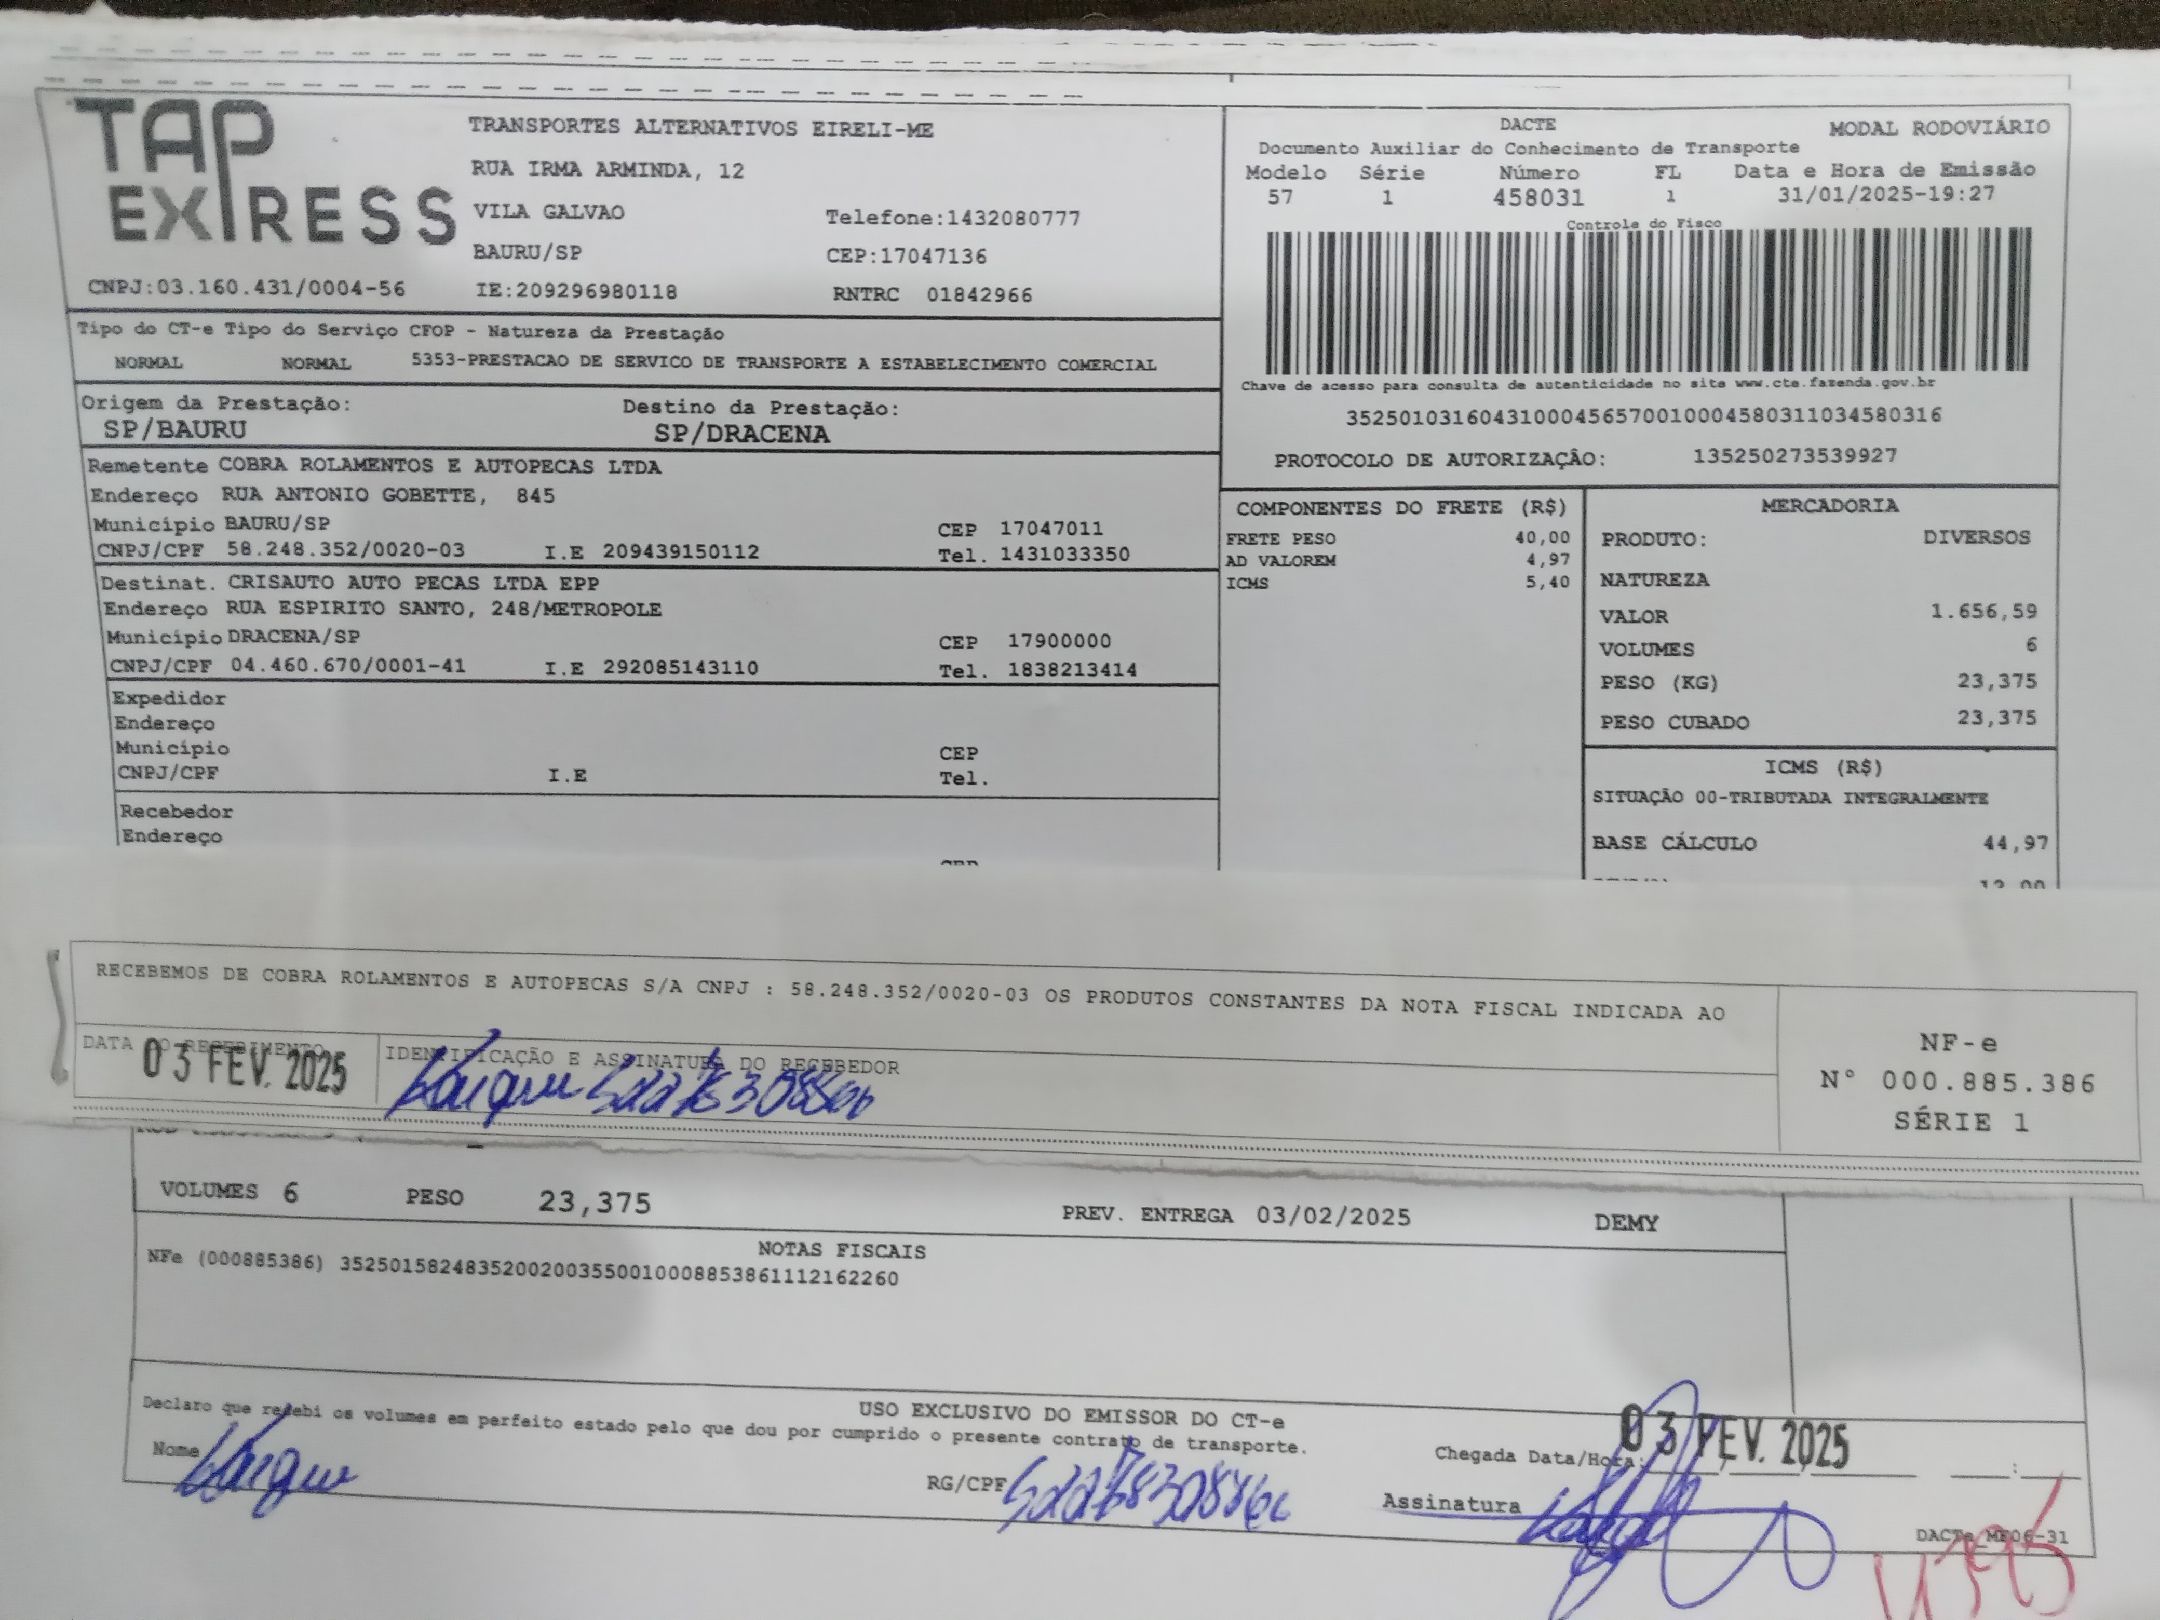 TAP EXPRESS
TRANSPORTES ALTERNATIVOS EIRELI-ME
RUA IRMA ARMINDA, 12
VILA GALVAO Telefone:1432080777
BAURU/SP CEP:17047136
CNPJ:03.160.431/0004-56 IE:209296980118 RNTRC 01842966
DACTE MODAL RODOVIÁRIO
Documento Auxiliar do Conhecimento de Transporte
Modelo Série Número FL Data e Hora de Emissão
57 1 458031 1 31/01/2025-19:27
Controle do Fisco
Chave de acesso para consulta de autenticidade no site www.cte.fazenda.gov.br
35250103160431000456570010004580311034580316
PROTOCOLO DE AUTORIZAÇÃO: 135250273539927
Tipo do CT-e Tipo do Serviço CFOP - Natureza da Prestação
NORMAL NORMAL 5353-PRESTACAO DE SERVICO DE TRANSPORTE A ESTABELECIMENTO COMERCIAL
Origem da Prestação: Destino da Prestação:
SP/BAURU SP/DRACENA
Remetente COBRA ROLAMENTOS E AUTOPECAS LTDA
Endereço RUA ANTONIO GOBETTE, 845
Município BAURU/SP CEP 17047011
CNPJ/CPF 58.248.352/0020-03 I.E 209439150112 Tel. 1431033350
Destinat. CRISAUTO AUTO PECAS LTDA EPP
Endereço RUA ESPIRITO SANTO, 248/METROPOLE
Município DRACENA/SP CEP 17900000
CNPJ/CPF 04.460.670/0001-41 I.E 292085143110 Tel. 1838213414
Expedidor
Endereço
Município CEP
CNPJ/CPF I.E Tel.
Recebedor
Endereço
COMPONENTES DO FRETE (R$)
FRETE PESO 40,00
AD VALOREM 4,97
ICMS 5,40
MERCADORIA
PRODUTO: DIVERSOS
NATUREZA
VALOR 1.656,59
VOLUMES 6
PESO (KG) 23,375
PESO CUBADO 23,375
ICMS (R$)
SITUAÇÃO 00-TRIBUTADA INTEGRALMENTE
BASE CÁLCULO 44,97
RECEBEMOS DE COBRA ROLAMENTOS E AUTOPECAS S/A CNPJ : 58.248.352/0020-03 OS PRODUTOS CONSTANTES DA NOTA FISCAL INDICADA AO
DATA DO RECEBIMENTO IDENTIFICAÇÃO E ASSINATURA DO RECEBEDOR
03 FEV. 2025
NF-e
Nº 000.885.386
SÉRIE 1
VOLUMES 6 PESO 23,375 PREV. ENTREGA 03/02/2025 DEMY
NOTAS FISCAIS
NFe (000885386) 35250158248352002003550010008853861112162260
USO EXCLUSIVO DO EMISSOR DO CT-e
Declaro que recebi os volumes em perfeito estado pelo que dou por cumprido o presente contrato de transporte.
Nome RG/CPF Chegada Data/Hora: 03 FEV. 2025
Assinatura